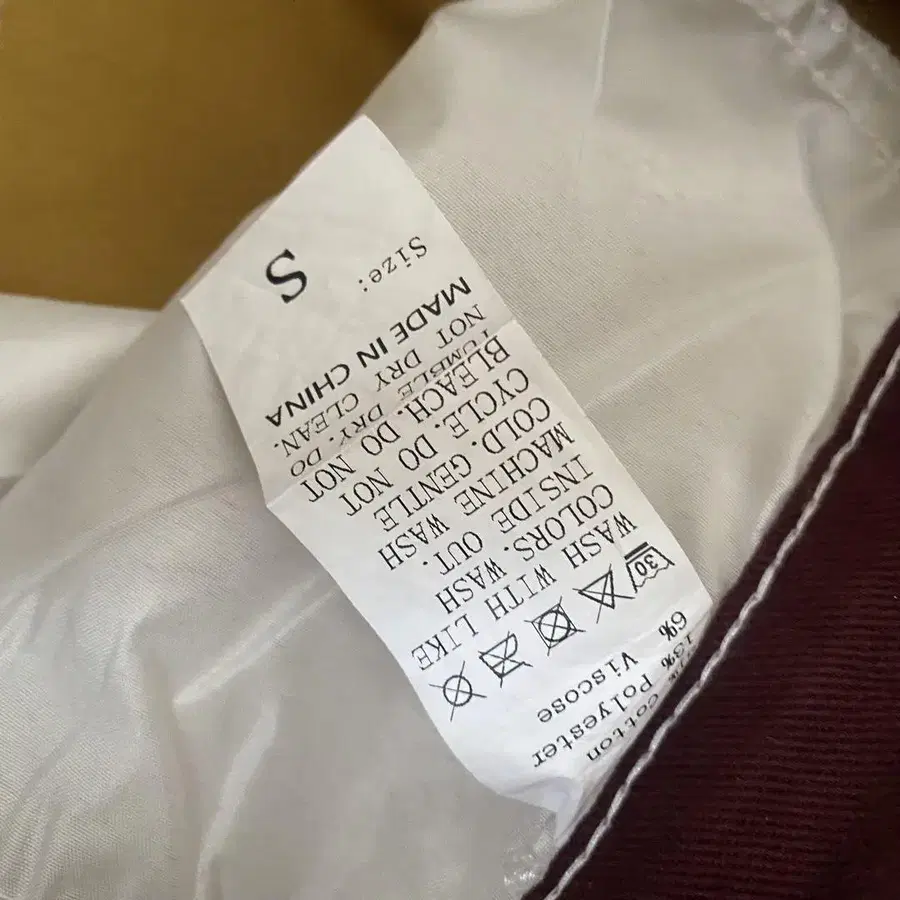 Cotton
13% Polyester
6% Viscose
30
WASH WITH LIKE
COLORS. WASH
INSIDE OUT.
MACHINE WASH
COLD. GENTLE
CYCLE. DO NOT
BLEACH. DO NOT
TUMBLE DRY. DO
NOT DRY CLEAN.
MADE IN CHINA
Size:
S